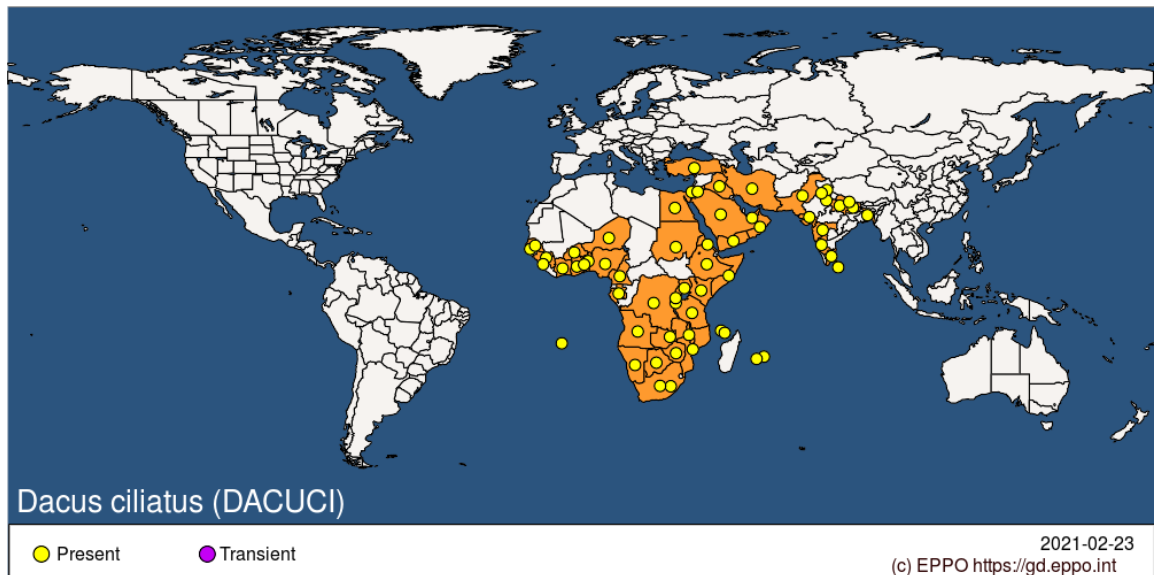 Dacus ciliatus (DACUCI)
Present
Transient
2021-02-23
(c) EPPO https://gd.eppo.int